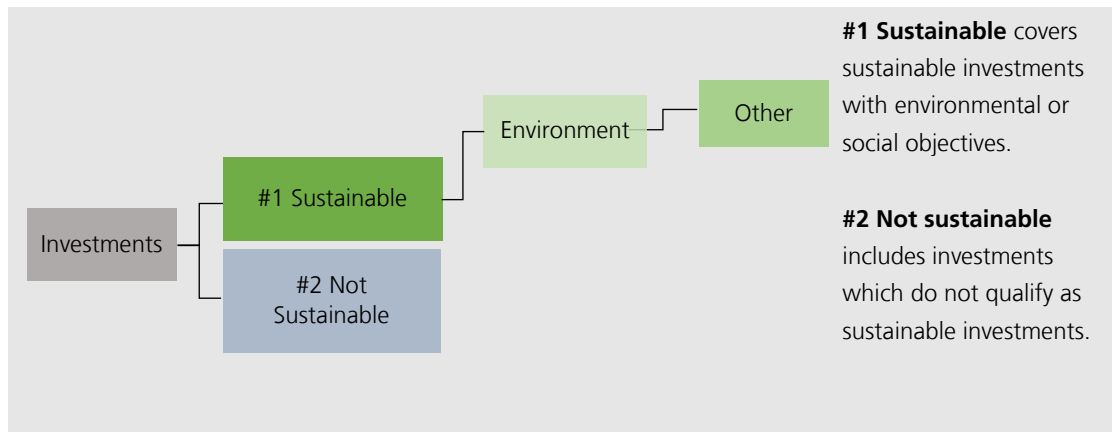 Investments
#1 Sustainable
#2 Not
Sustainable
Environment
Other
#1 Sustainable covers
sustainable investments
with environmental or
social objectives.
#2 Not sustainable
includes investments
which do not qualify as
sustainable investments.